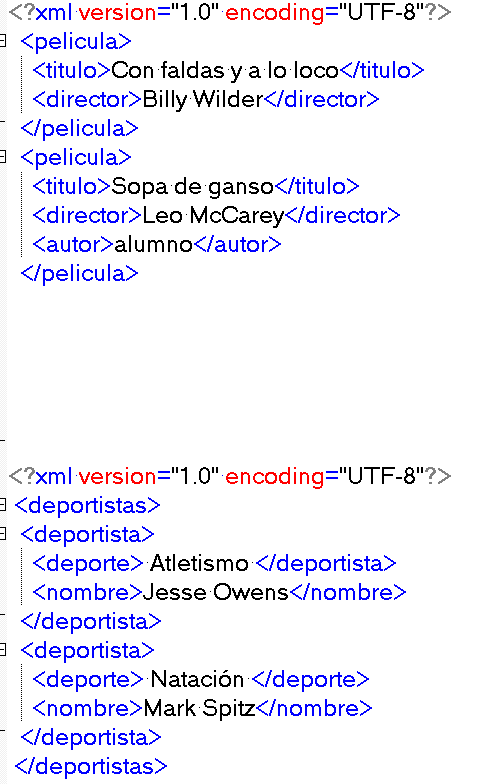 <?xml version="1.0" encoding="UTF-8"?>
<pelicula>
<titulo>Con faldas y a lo loco</titulo>
<director>Billy Wilder</director>
</pelicula>
<pelicula>
<titulo>Sopa de ganso</titulo>
<director>Leo McCarey</director>
<autor>alumno</autor>
</pelicula>
<?xml version="1.0" encoding="UTF-8"?>
<deportistas>
<deportista>
<deporte> Atletismo </deportista>
<nombre>Jesse Owens</nombre>
</deportista>
<deportista>
<deporte> Natación </deporte>
<nombre>Mark Spitz</nombre>
</deportista>
</deportistas>